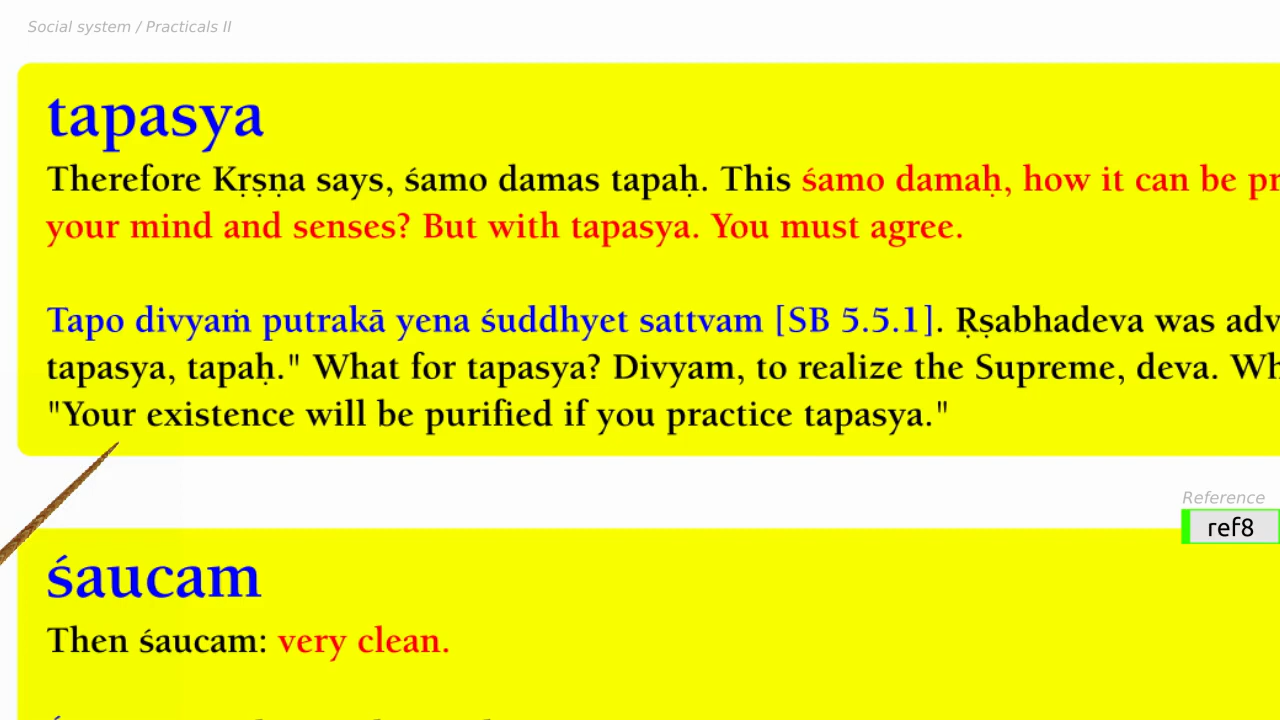 Social system / Practicals II
tapasya
Therefore Kṛṣṇa says, śamo damas tapaḥ. This śamo damaḥ, how it can be
your mind and senses? But with tapasya. You must agree.
Tapo divyaṁ putrakā yena śuddhyet sattvam [SB 5.5.1]. Ṛṣabhadeva was
tapasya, tapaḥ." What for tapasya? Divyam, to realize the Supreme, deva.
"Your existence will be purified if you practice tapasya."
Reference
ref8
śaucam
Then śaucam: very clean.